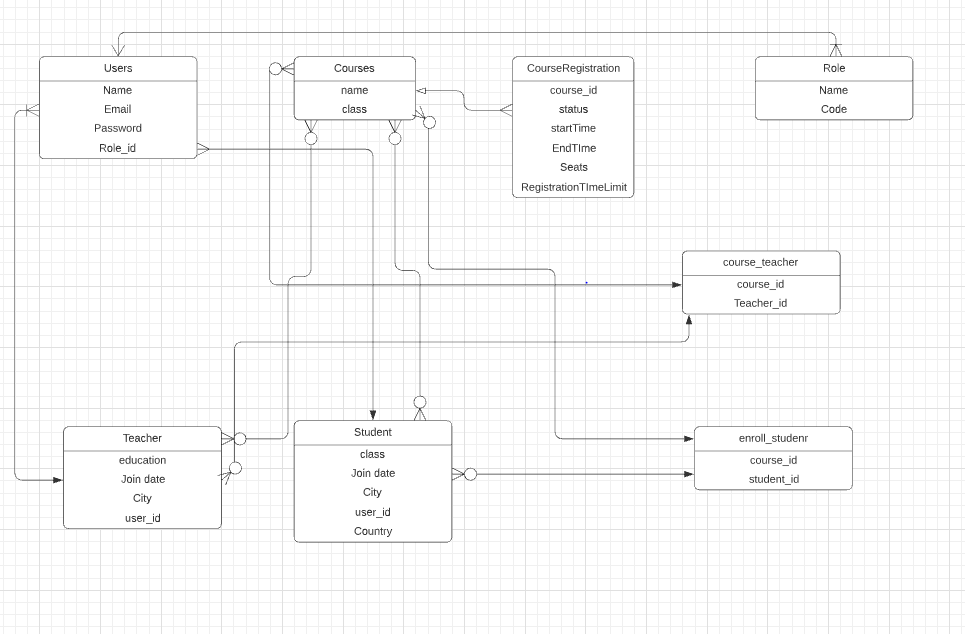 Users
Name
Email
Password
Role_id
Courses
name
class
CourseRegistration
course_id
status
startTime
EndTIme
Seats
RegistrationTImeLimit
Role
Name
Code
course_teacher
course_id
Teacher_id
Teacher
education
Join date
City
user_id
Student
class
Join date
City
user_id
Country
enroll_studenr
course_id
student_id